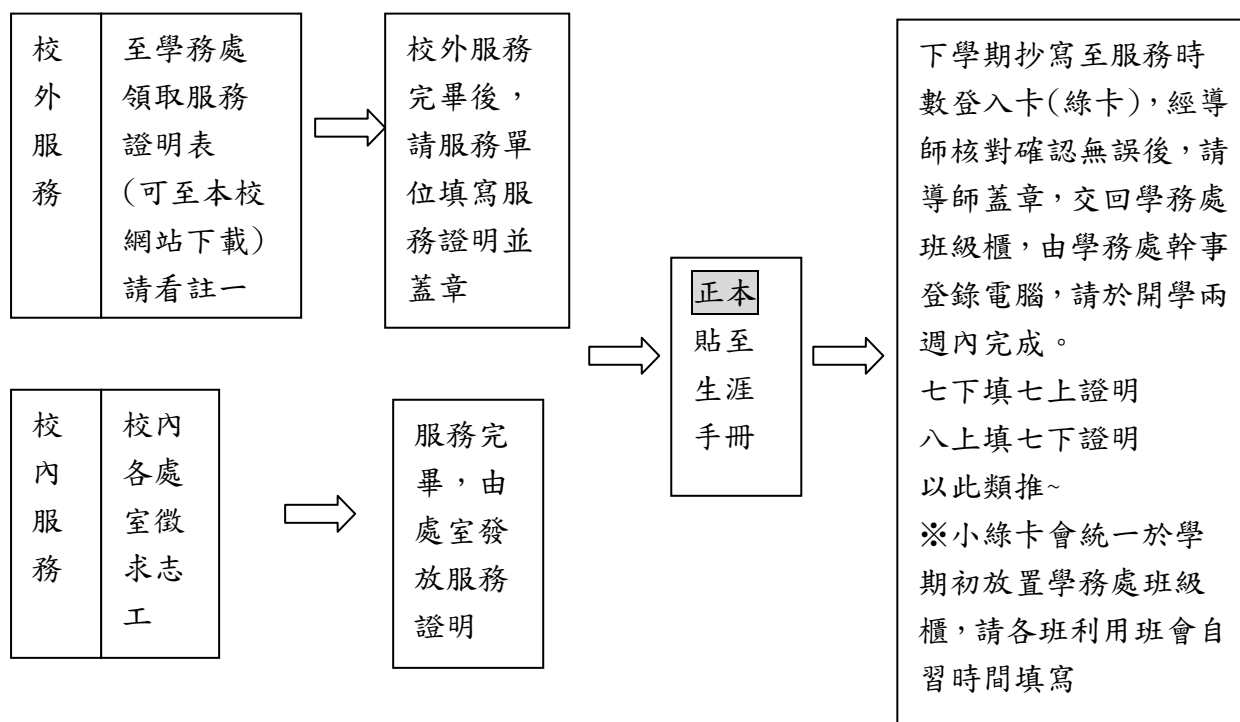 校外服務
至學務處
領取服務
證明表
(可至本校
網站下載)
請看註一
校外服務
完畢後，
請服務單
位填寫服
務證明並
蓋章
校內服務
校內
各處
室徵
求志
工
服務完
畢，由
處室發
放服務
證明
正本
貼至
生涯
手冊
下學期抄寫至服務時
數登入卡(綠卡)，經導
師核對確認無誤後，請
導師蓋章，交回學務處
班級櫃，由學務處幹事
登錄電腦，請於開學兩
週內完成。
七下填七上證明
八上填七下證明
以此類推~
※小綠卡會統一於學
期初放置學務處班級
櫃，請各班利用班會自
習時間填寫